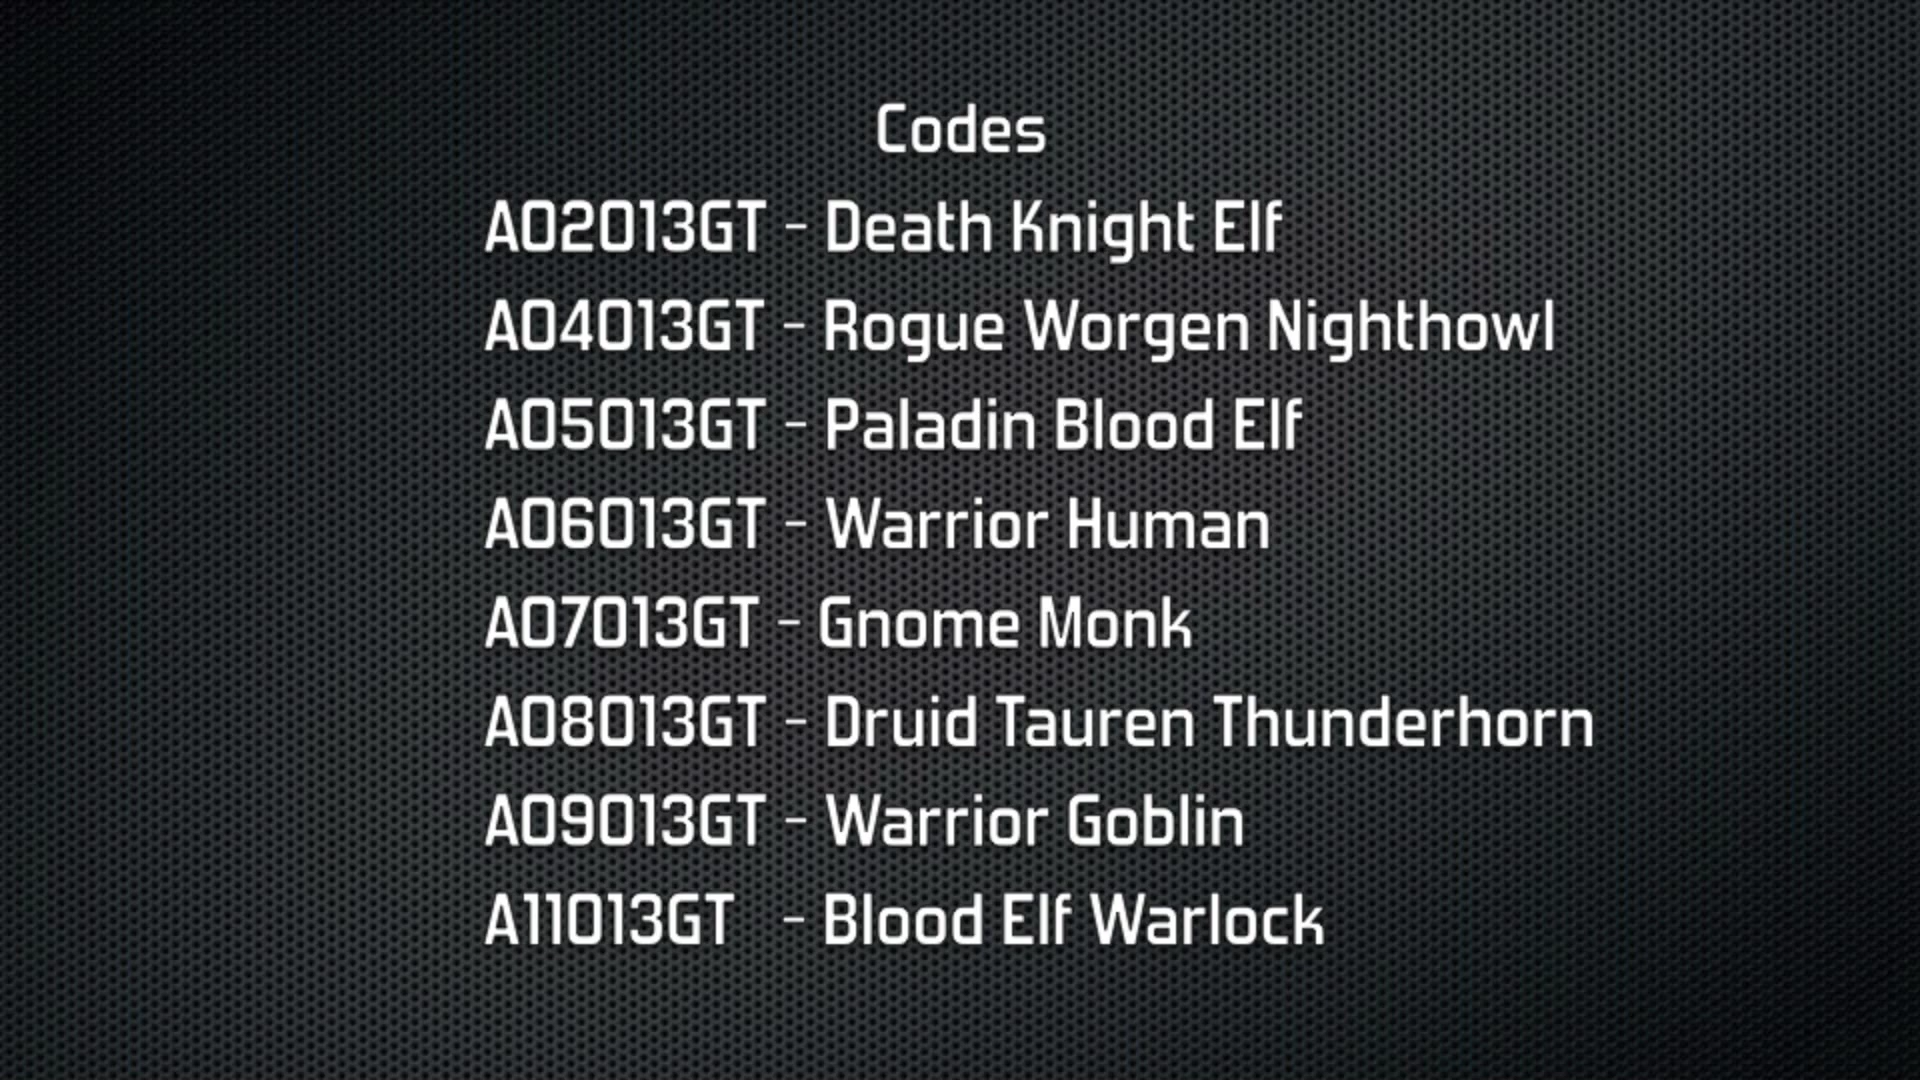 Codes
A02013GT - Death Knight Elf
A04013GT - Rogue Worgen Nighthowl
A05013GT - Paladin Blood Elf
A06013GT - Warrior Human
A07013GT - Gnome Monk
A08013GT - Druid Tauren Thunderhorn
A09013GT - Warrior Goblin
A11013GT - Blood Elf Warlock